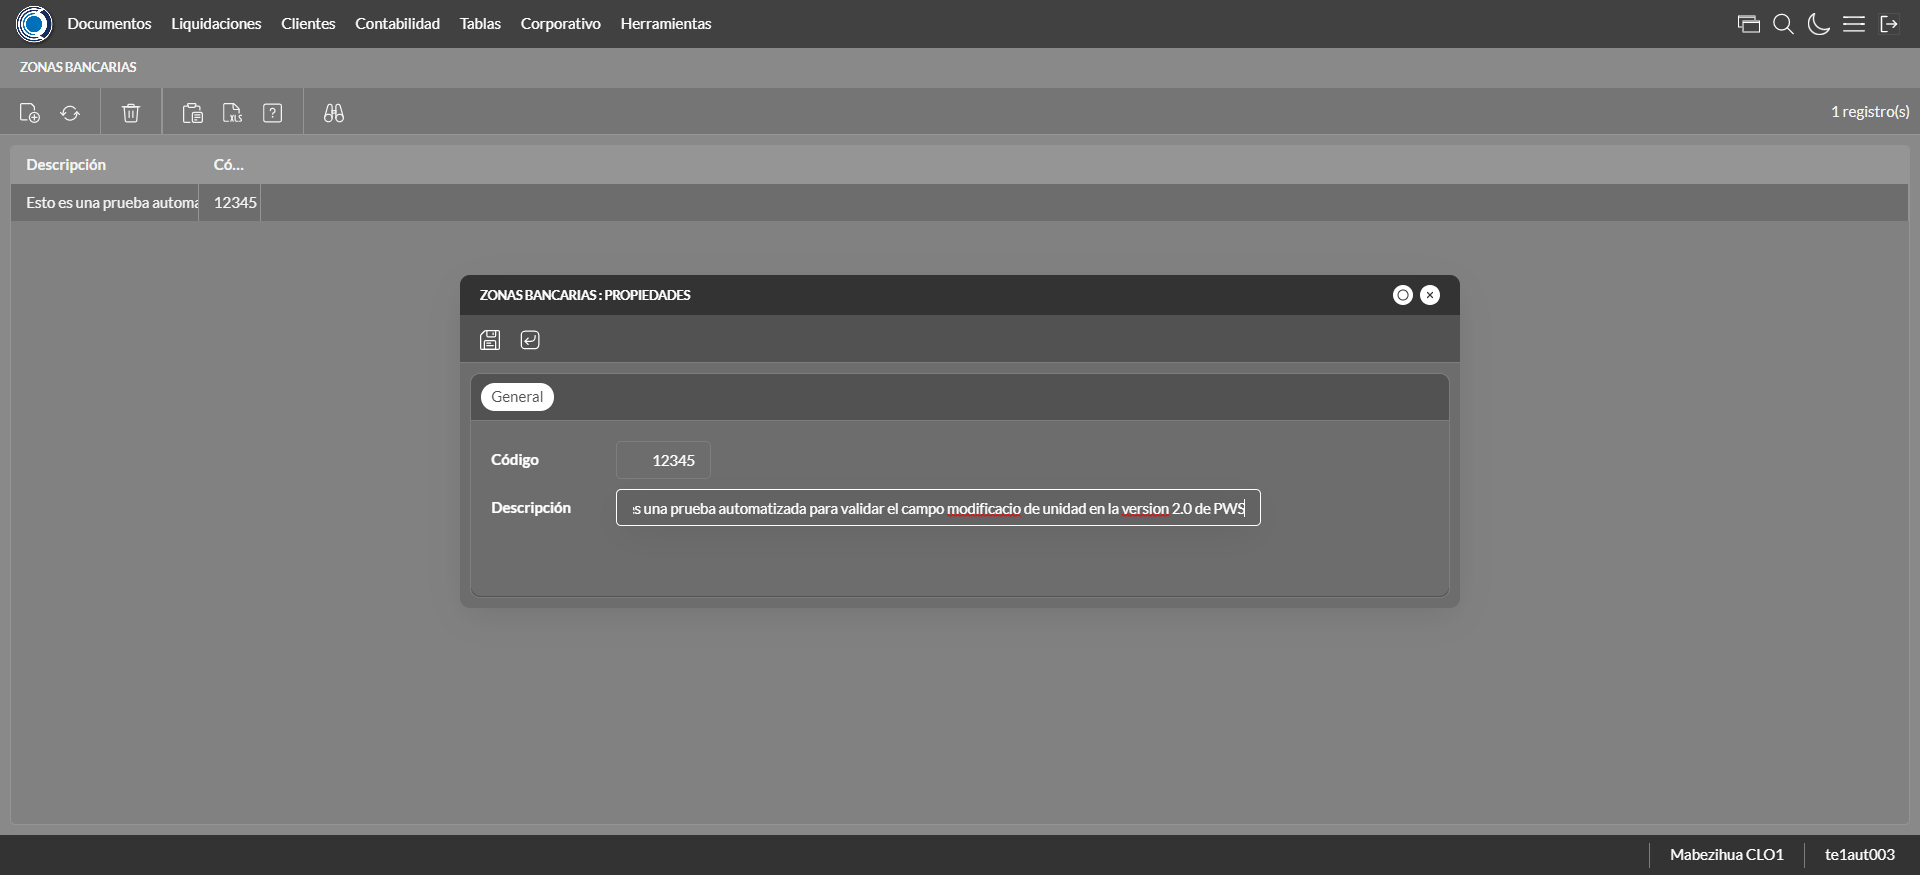 Documentos Liquidaciones Clientes Contabilidad Tablas Corporativo Herramientas
ZONAS BANCARIAS
XLS ? 1 registro(s)
Descripción Có...
Esto es una prueba automa 12345
ZONAS BANCARIAS : PROPIEDADES
General
Código 12345
Descripción s una prueba automatizada para validar el campo modificacio de unidad en la version 2.0 de PWS
Mabezihua CLO1 te1aut003